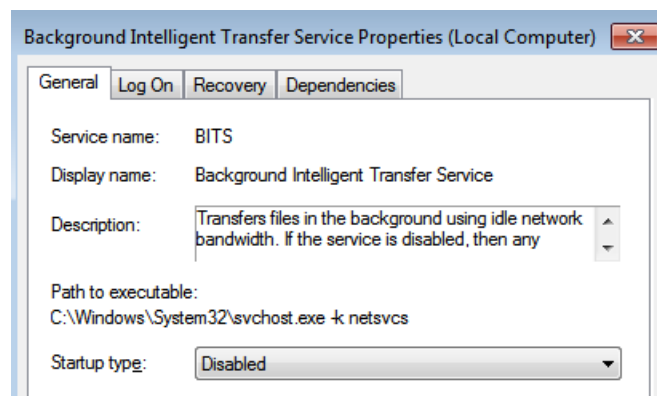 Background Intelligent Transfer Service Properties (Local Computer)
General Log On Recovery Dependencies
Service name: BITS
Display name: Background Intelligent Transfer Service
Description: Transfers files in the background using idle network
bandwidth. If the service is disabled, then any
Path to executable:
C:\Windows\System32\svchost.exe -k netsvcs
Startup type: Disabled